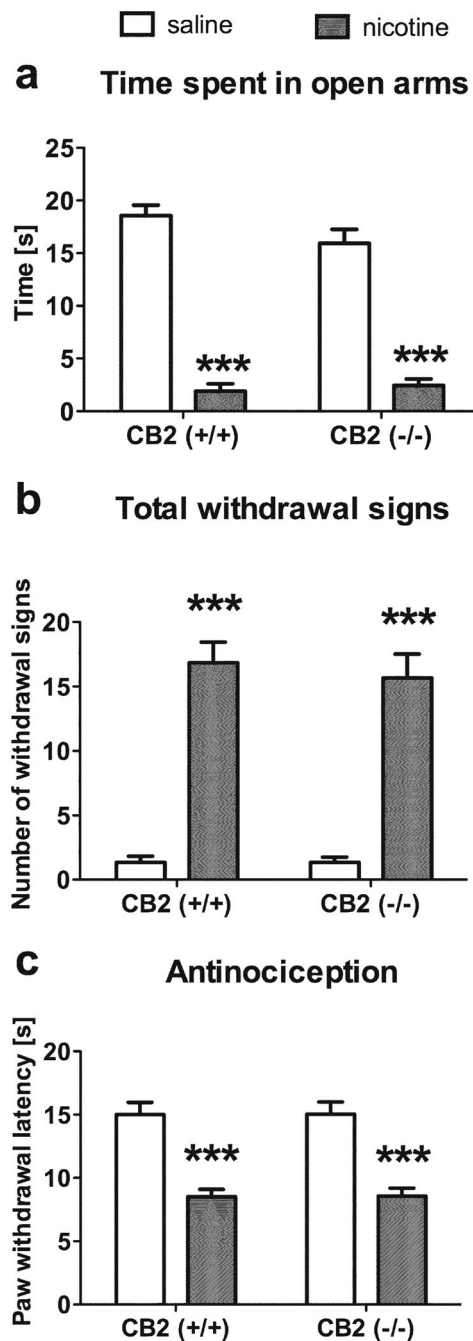 saline nicotine
a Time spent in open arms
Time [s]
25
20
15
10
5
0
*** ***
CB2 (+/+) CB2 (-/-)
b Total withdrawal signs
Number of withdrawal signs
20
15
10
5
0
*** ***
CB2 (+/+) CB2 (-/-)
c Antinociception
Paw withdrawal latency [s]
20
15
10
5
0
*** ***
CB2 (+/+) CB2 (-/-)